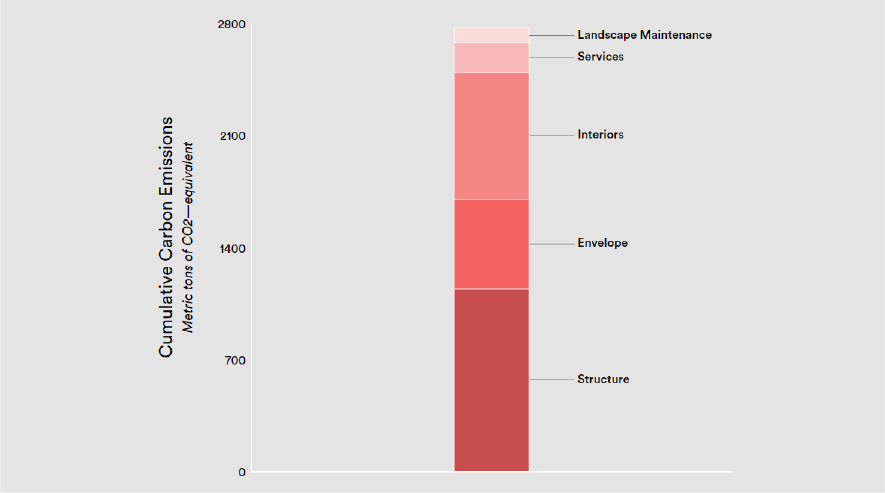 2800
Landscape Maintenance
Services
2100
Interiors
Cumulative Carbon Emissions
Metric tons of CO2—equivalent
1400
Envelope
700
Structure
0